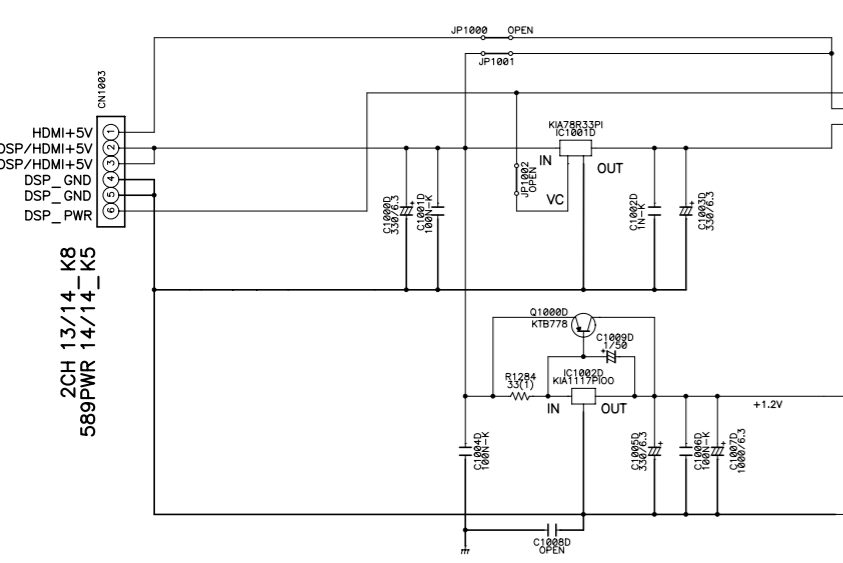 JP1000 OPEN
JP1001
CN1003
HDMI+5V 1
DSP/HDMI+5V 2
DSP/HDMI+5V 3
DSP_GND 4
DSP_GND 5
DSP_PWR 6
KIA78R33PI
IC1001D
IN
OUT
VC
JP1002
OPEN
C1000D
330/6.3
C1001D
100N-K
C1002D
1N-K
C1003D
330/6.3
2CH 13/14_K8
589PWR 14/14_K5
Q1000D
KTB778
C1009D
1/50
R1284
33(1)
IC1002D
KIA1117PI00
IN
OUT
+1.2V
C1004D
100N-K
C1005D
330/6.3
C1006D
100N-K
C1007D
1000/6.3
C1008D
OPEN